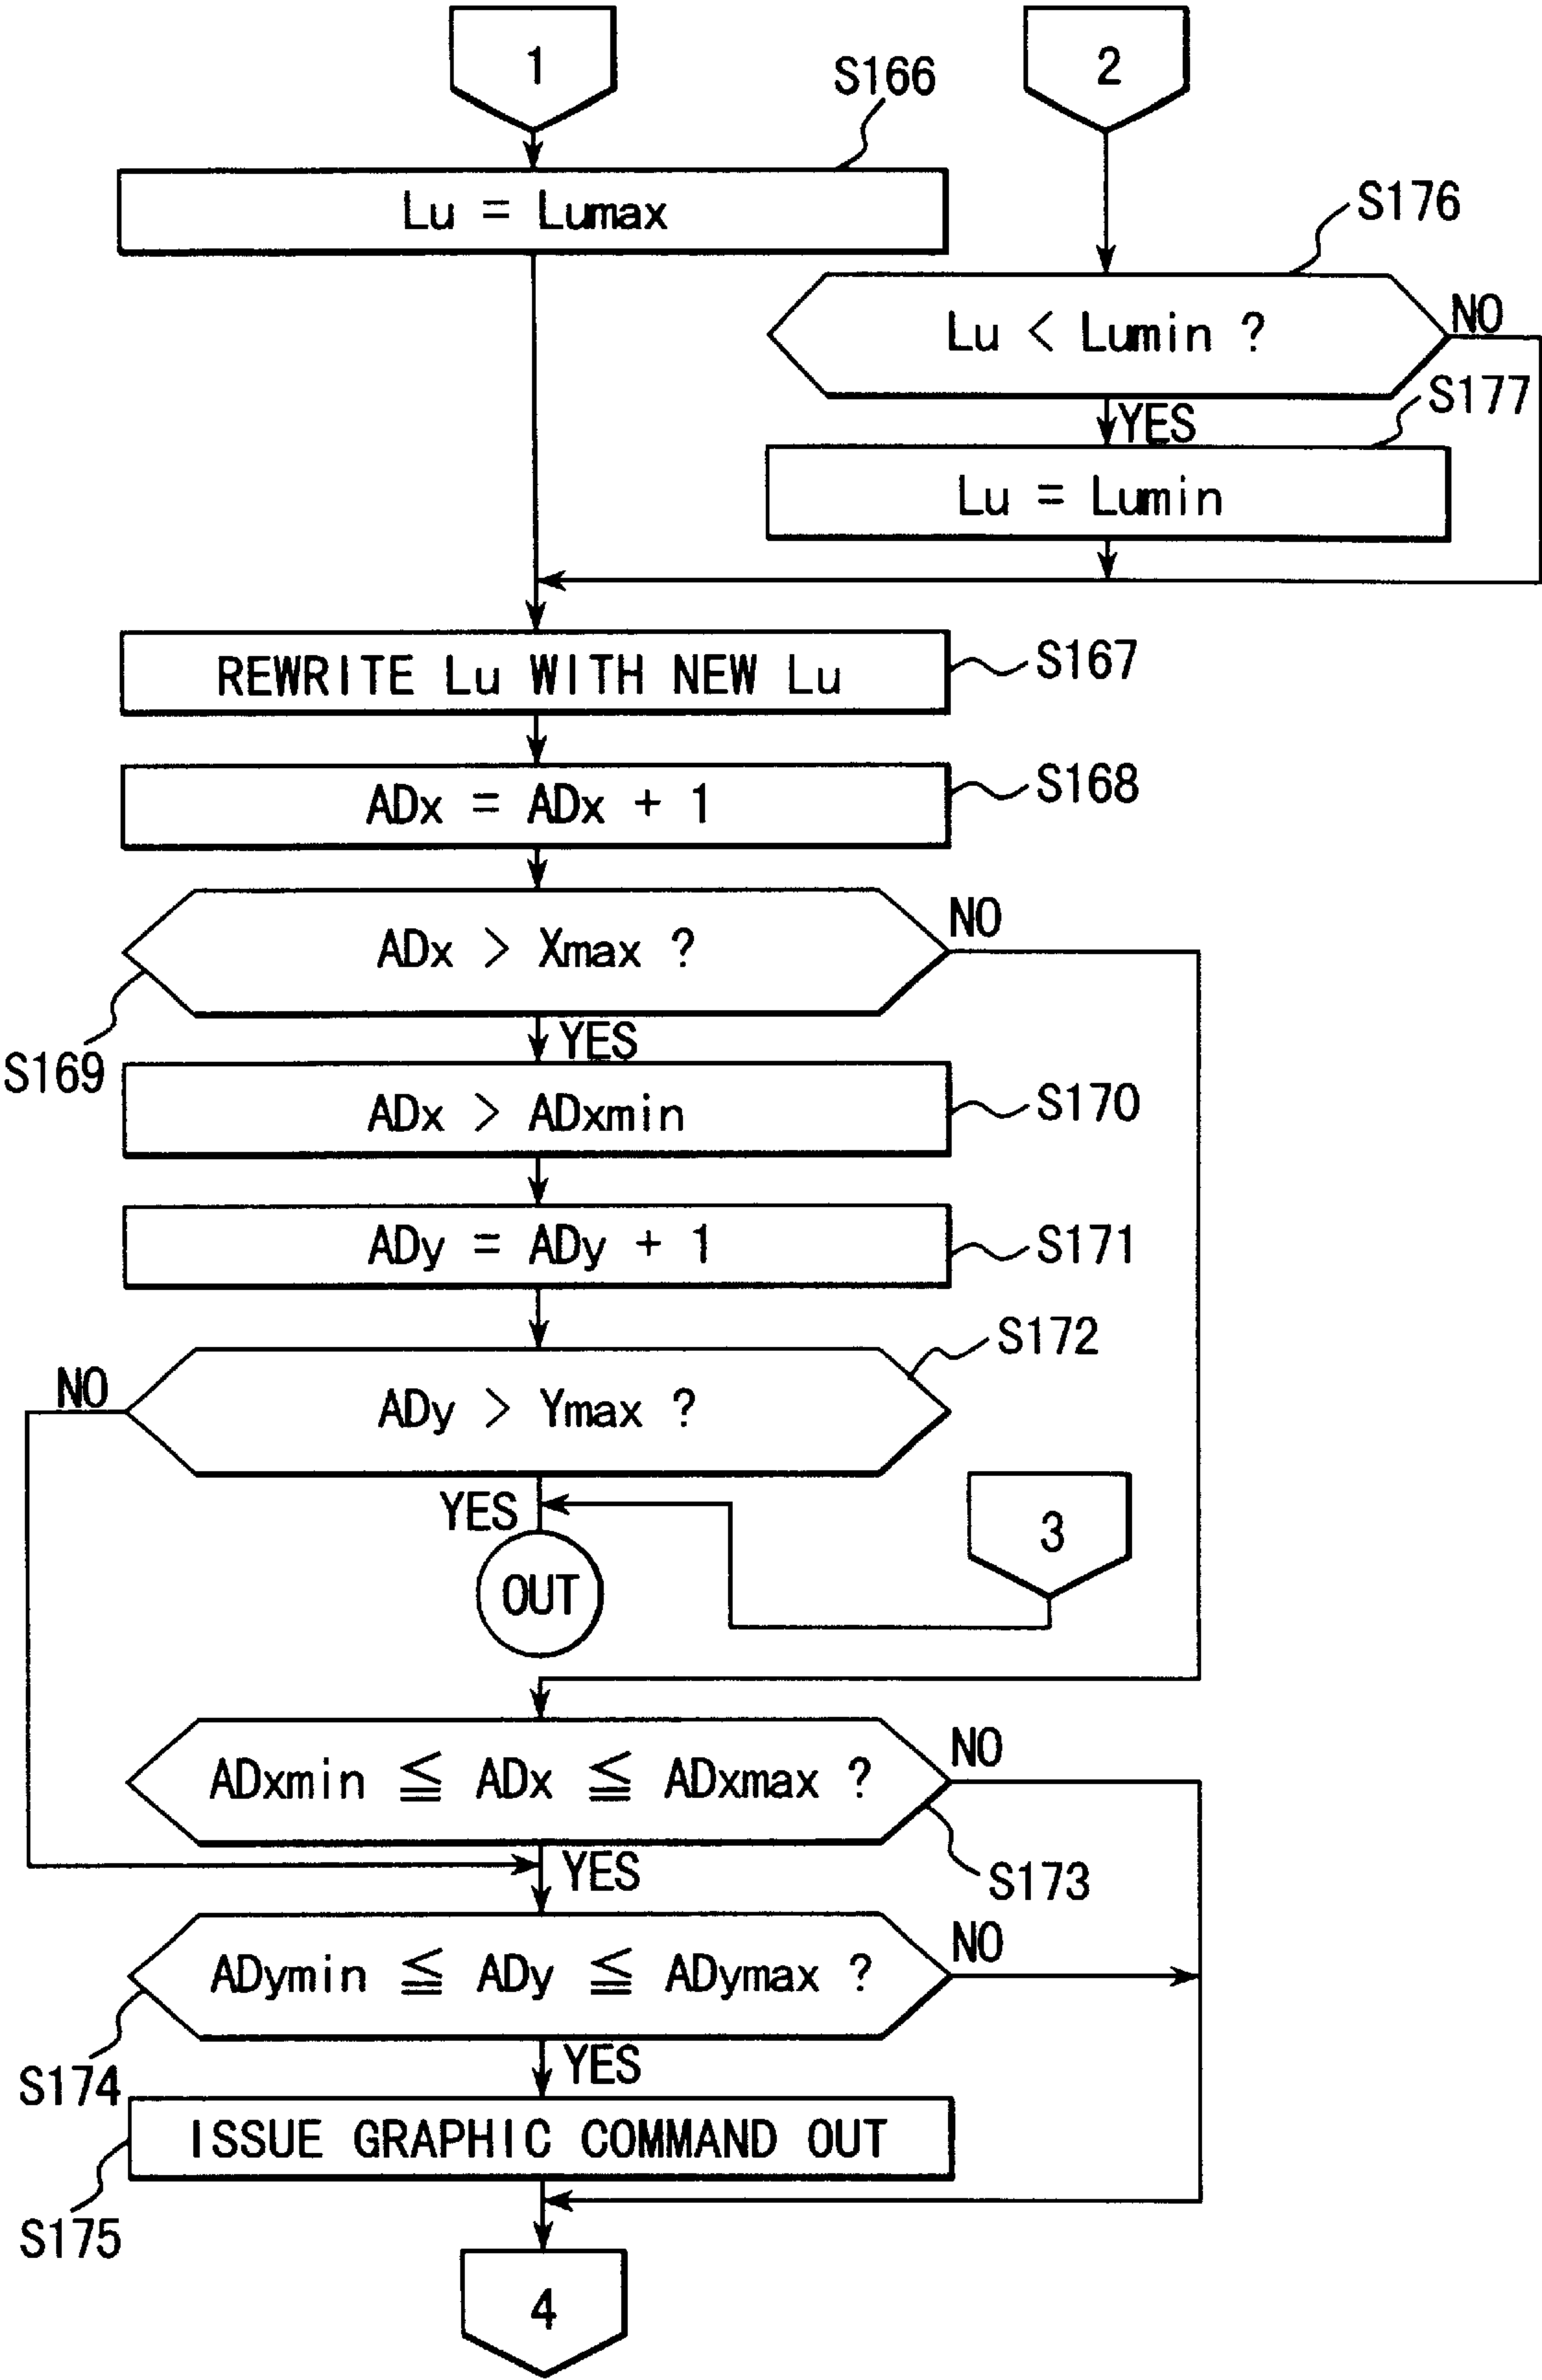 1
2
S166
Lu = Lumax
S176
Lu < Lumin ?
NO
YES
S177
Lu = Lumin
REWRITE Lu WITH NEW Lu
S167
ADx = ADx + 1
S168
ADx > Xmax ?
NO
S169
YES
ADx > ADxmin
S170
ADy = ADy + 1
S171
S172
NO
ADy > Ymax ?
YES
3
OUT
ADxmin ≦ ADx ≦ ADxmax ?
NO
YES
S173
ADymin ≦ ADy ≦ ADymax ?
NO
S174
YES
ISSUE GRAPHIC COMMAND OUT
S175
4